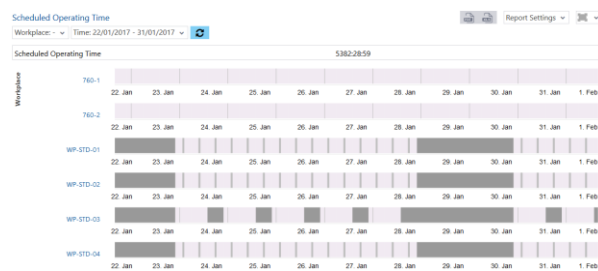 Scheduled Operating Time
Report Settings
Workplace: - Time: 22/01/2017 - 31/01/2017
Scheduled Operating Time 5382:28:59
Workplace
760-1
22. Jan 23. Jan 24. Jan 25. Jan 26. Jan 27. Jan 28. Jan 29. Jan 30. Jan 31. Jan 1. Feb
760-2
22. Jan 23. Jan 24. Jan 25. Jan 26. Jan 27. Jan 28. Jan 29. Jan 30. Jan 31. Jan 1. Feb
WP-STD-01
22. Jan 23. Jan 24. Jan 25. Jan 26. Jan 27. Jan 28. Jan 29. Jan 30. Jan 31. Jan 1. Feb
WP-STD-02
22. Jan 23. Jan 24. Jan 25. Jan 26. Jan 27. Jan 28. Jan 29. Jan 30. Jan 31. Jan 1. Feb
WP-STD-03
22. Jan 23. Jan 24. Jan 25. Jan 26. Jan 27. Jan 28. Jan 29. Jan 30. Jan 31. Jan 1. Feb
WP-STD-04
22. Jan 23. Jan 24. Jan 25. Jan 26. Jan 27. Jan 28. Jan 29. Jan 30. Jan 31. Jan 1. Feb